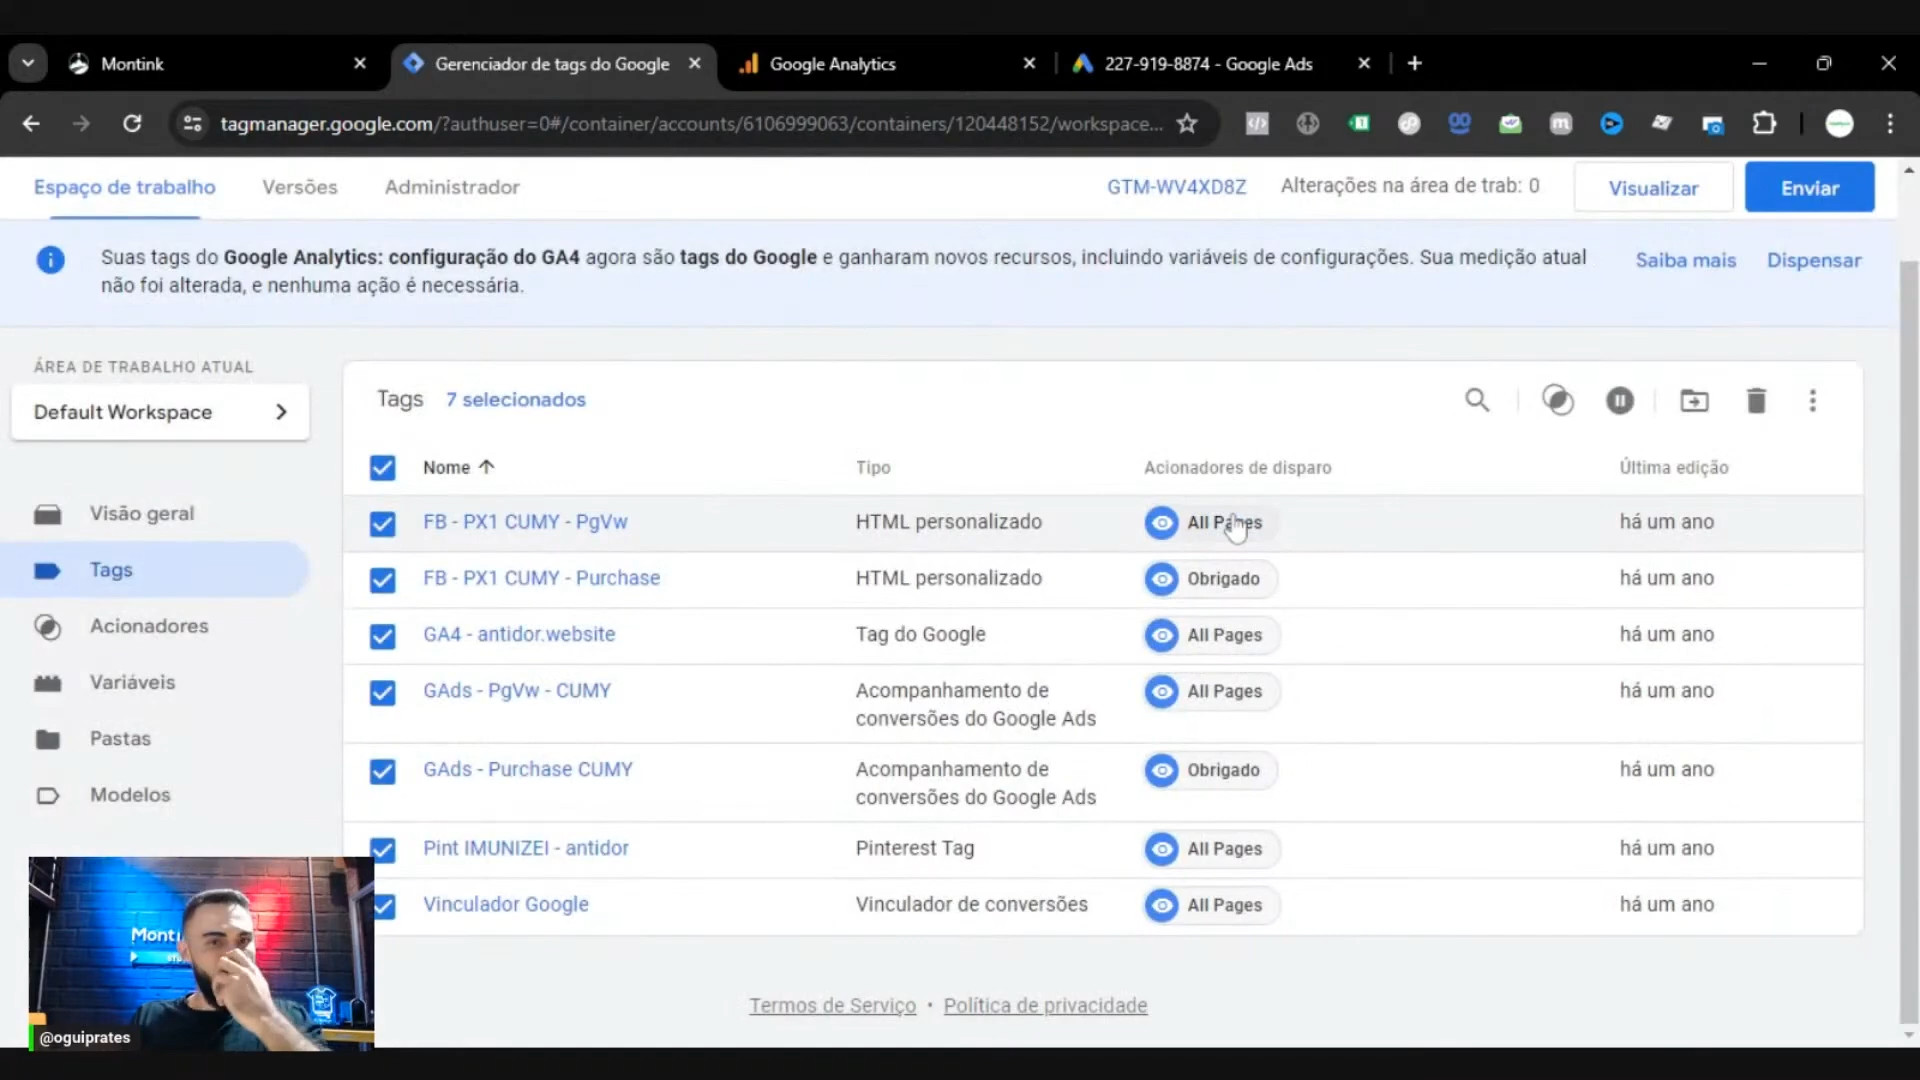 Montink
Gerenciador de tags do Google
Google Analytics
227-919-8874 - Google Ads
tagmanager.google.com/?authuser=0#/container/accounts/6106999063/containers/120448152/workspace...
Espaço de trabalho
Versões
Administrador
GTM-WV4XD8Z
Alterações na área de trab: 0
Visualizar
Enviar
Suas tags do Google Analytics: configuração do GA4 agora são tags do Google e ganharam novos recursos, incluindo variáveis de configurações. Sua medição atual
não foi alterada, e nenhuma ação é necessária.
Saiba mais
Dispensar
ÁREA DE TRABALHO ATUAL
Default Workspace
Visão geral
Tags
Acionadores
Variáveis
Pastas
Modelos
Tags 7 selecionados
Nome Tipo Acionadores de disparo Última edição
FB - PX1 CUMY - PgVw HTML personalizado All Pages há um ano
FB - PX1 CUMY - Purchase HTML personalizado Obrigado há um ano
GA4 - antidor.website Tag do Google All Pages há um ano
GAds - PgVw - CUMY Acompanhamento de All Pages há um ano
conversões do Google Ads
GAds - Purchase CUMY Acompanhamento de Obrigado há um ano
conversões do Google Ads
Pint IMUNIZEI - antidor Pinterest Tag All Pages há um ano
Vinculador Google Vinculador de conversões All Pages há um ano
Termos de Serviço • Política de privacidade
@oguiprates